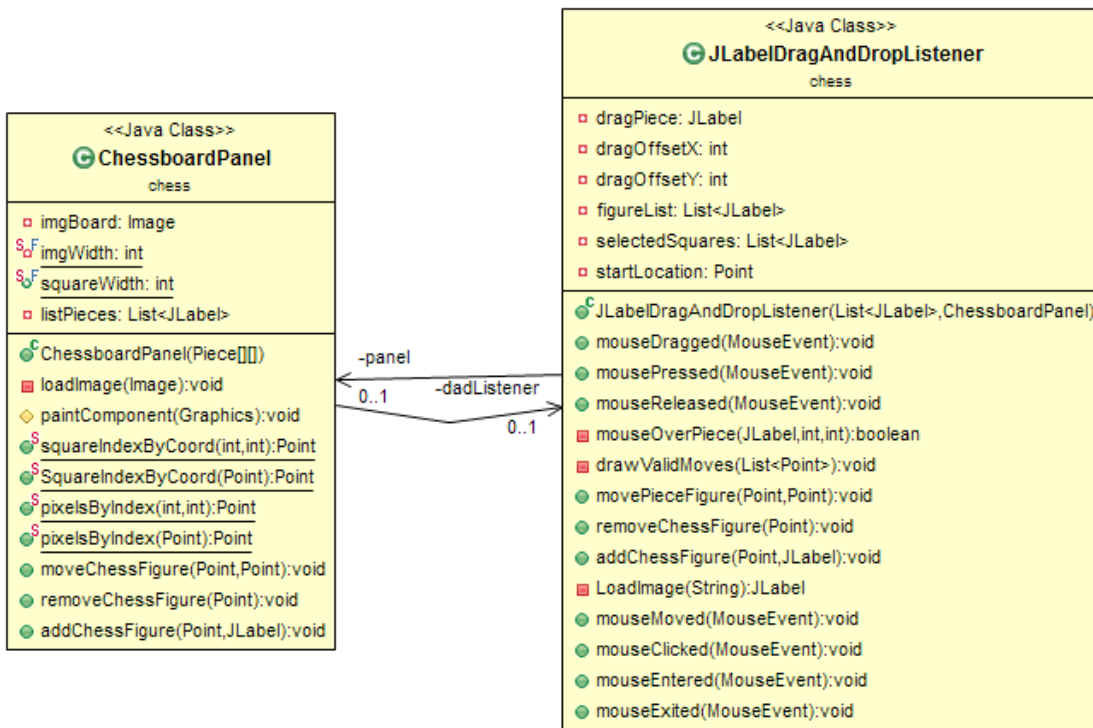 <<Java Class>>
ChessboardPanel
chess
imgBoard: Image
S F imgWidth: int
S F squareWidth: int
listPieces: List<JLabel>
C ChessboardPanel(Piece[][])
loadImage(Image):void
paintComponent(Graphics):void
S squareIndexByCoord(int,int):Point
S SquareIndexByCoord(Point):Point
S pixelsByIndex(int,int):Point
S pixelsByIndex(Point):Point
moveChessFigure(Point,Point):void
removeChessFigure(Point):void
addChessFigure(Point,JLabel):void
-panel
0..1
-dadListener
0..1
<<Java Class>>
JLabelDragAndDropListener
chess
dragPiece: JLabel
dragOffsetX: int
dragOffsetY: int
figureList: List<JLabel>
selectedSquares: List<JLabel>
startLocation: Point
C JLabelDragAndDropListener(List<JLabel>,ChessboardPanel)
mouseDragged(MouseEvent):void
mousePressed(MouseEvent):void
mouseReleased(MouseEvent):void
mouseOverPiece(JLabel,int,int):boolean
drawValidMoves(List<Point>):void
movePieceFigure(Point,Point):void
removeChessFigure(Point):void
addChessFigure(Point,JLabel):void
LoadImage(String):JLabel
mouseMoved(MouseEvent):void
mouseClicked(MouseEvent):void
mouseEntered(MouseEvent):void
mouseExited(MouseEvent):void